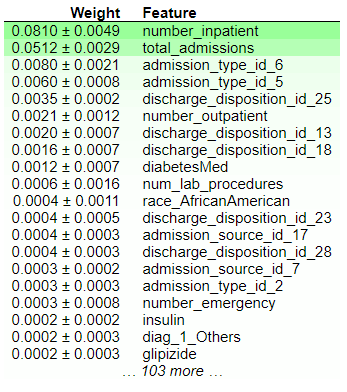 Weight Feature
0.0810 ± 0.0049 number_inpatient
0.0512 ± 0.0029 total_admissions
0.0080 ± 0.0021 admission_type_id_6
0.0060 ± 0.0008 admission_type_id_5
0.0035 ± 0.0002 discharge_disposition_id_25
0.0021 ± 0.0012 number_outpatient
0.0020 ± 0.0007 discharge_disposition_id_13
0.0016 ± 0.0007 discharge_disposition_id_18
0.0012 ± 0.0007 diabetesMed
0.0006 ± 0.0016 num_lab_procedures
0.0004 ± 0.0011 race_AfricanAmerican
0.0004 ± 0.0005 discharge_disposition_id_23
0.0004 ± 0.0003 admission_source_id_17
0.0004 ± 0.0003 discharge_disposition_id_28
0.0003 ± 0.0002 admission_source_id_7
0.0003 ± 0.0003 admission_type_id_2
0.0003 ± 0.0008 number_emergency
0.0002 ± 0.0002 insulin
0.0002 ± 0.0003 diag_1_Others
0.0002 ± 0.0003 glipizide
… 103 more …